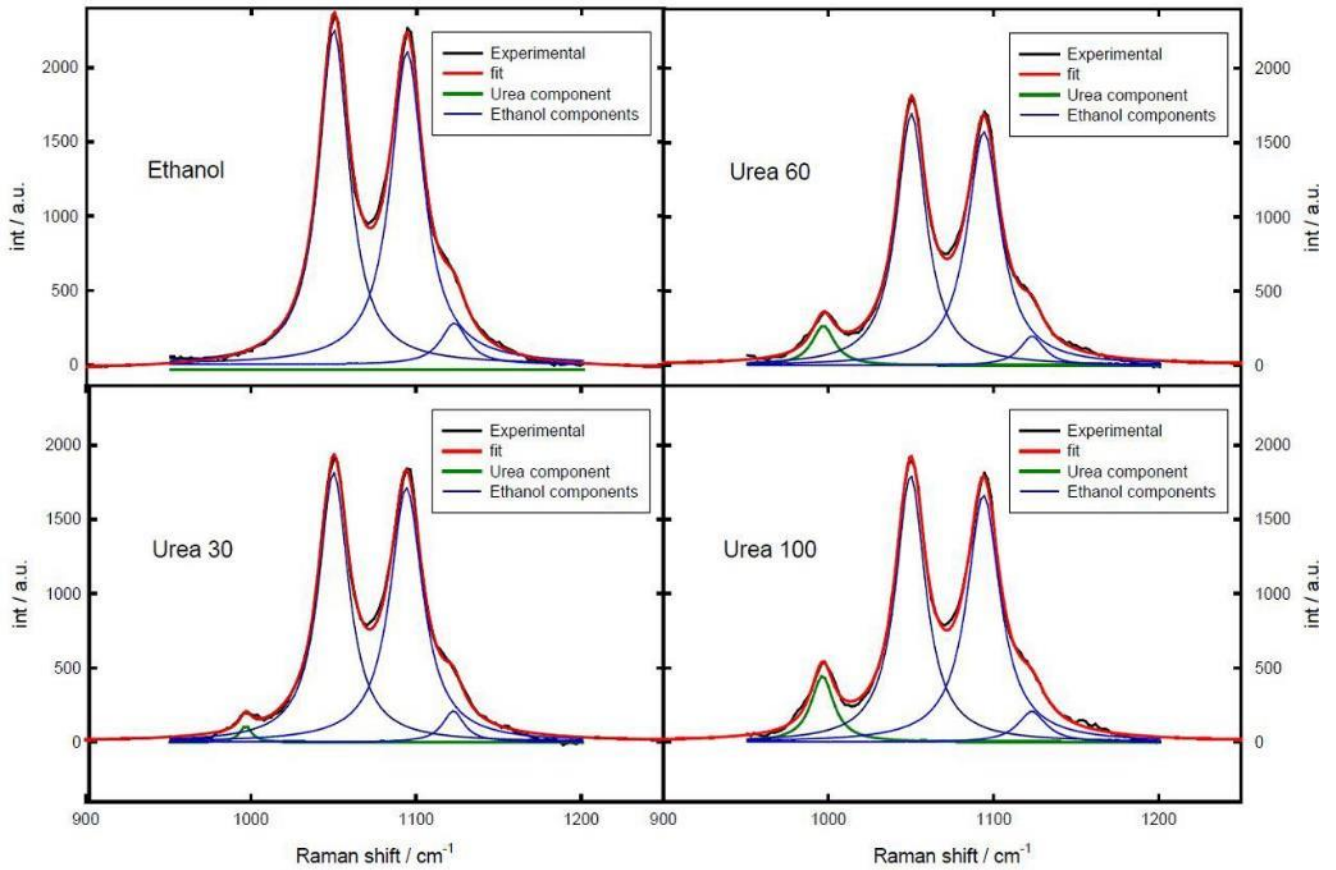 Experimental
fit
Urea component
Ethanol components
Ethanol
int / a.u.
2000
1500
1000
500
0
Experimental
fit
Urea component
Ethanol components
Urea 60
2000
1500
1000
500
0
int / a.u.
Experimental
fit
Urea component
Ethanol components
Urea 30
int / a.u.
2000
1500
1000
500
0
900
1000
1100
1200
Raman shift / cm⁻¹
Experimental
fit
Urea component
Ethanol components
Urea 100
2000
1500
1000
500
0
int / a.u.
900
1000
1100
1200
Raman shift / cm⁻¹